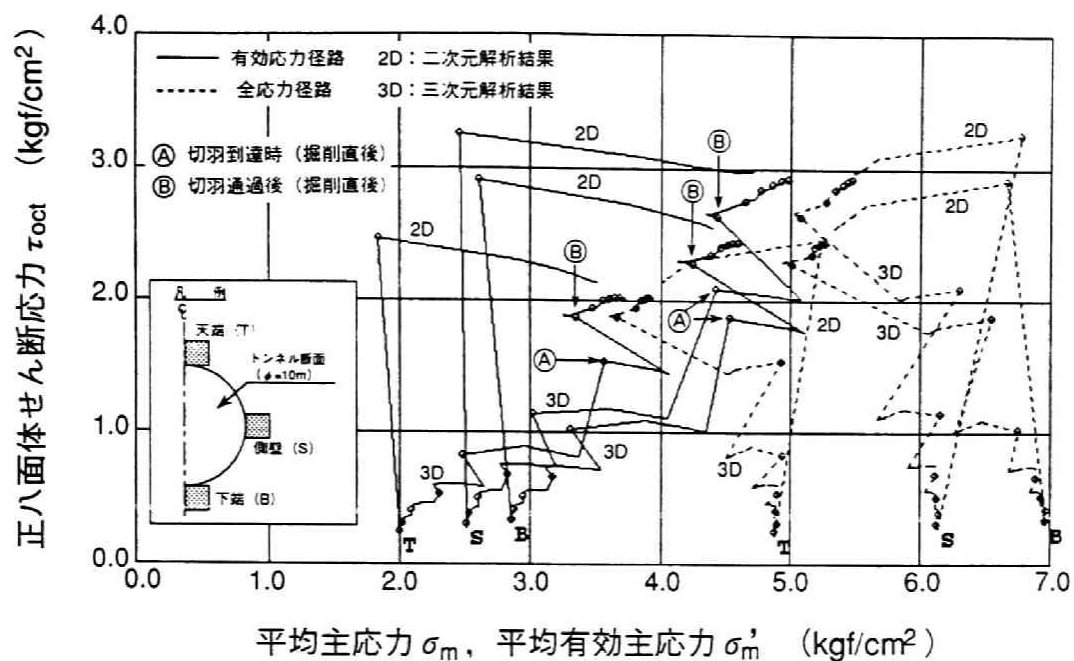 正八面体せん断応力 τoct (kgf/cm²)
4.0
3.0
2.0
1.0
0.0
有効応力径路 2D：二次元解析結果
全応力径路 3D：三次元解析結果
Ⓐ 切羽到達時（掘削直後）
Ⓑ 切羽通過後（掘削直後）
2D
2D
2D
2D
2D
2D
Ⓑ
Ⓑ
Ⓑ
Ⓐ
Ⓐ
3D
3D
3D
3D
3D
3D
3D
凡例
℄
天端（T）
トンネル断面
（φ=10m）
側壁（S）
下端（B）
T
S
B
T
S
B
0.0 1.0 2.0 3.0 4.0 5.0 6.0 7.0
平均主応力 σm，平均有効主応力 σm' (kgf/cm²)